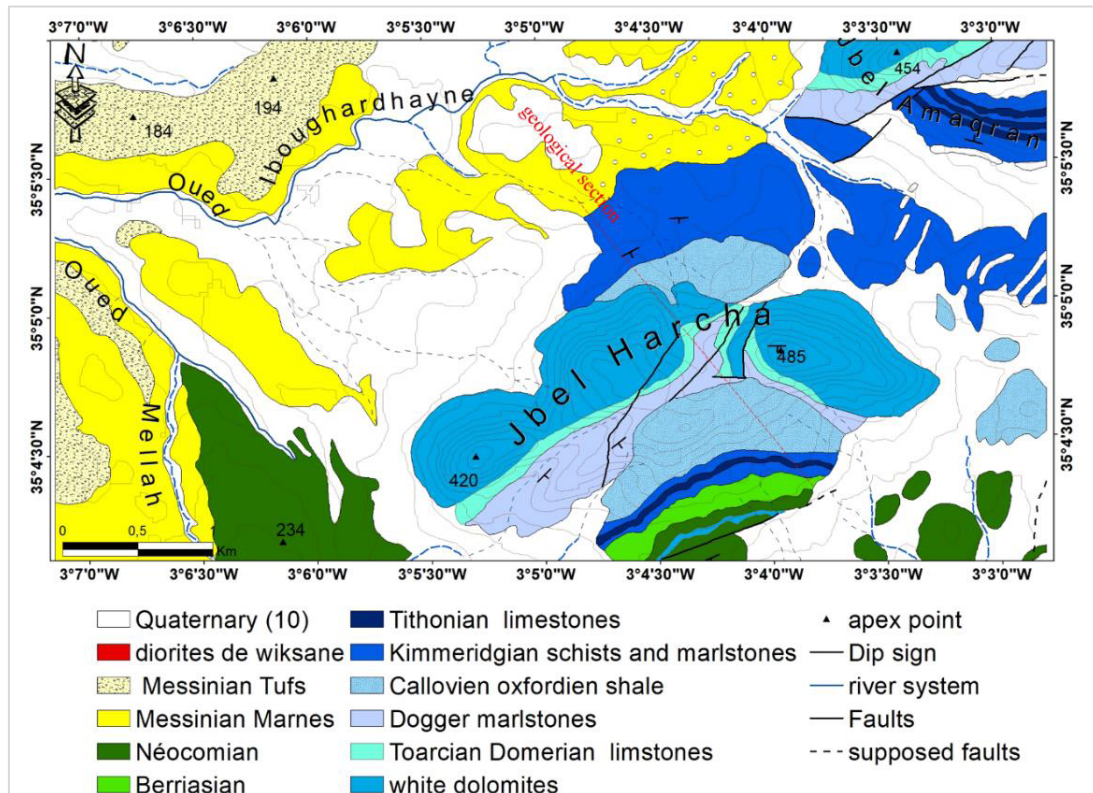 3°7'0"W 3°6'30"W 3°6'0"W 3°5'30"W 3°5'0"W 3°4'30"W 3°4'0"W 3°3'30"W 3°3'0"W
N
194
184
Oued Iboughardhayne
geological section
454
Jbel Amaqran
35°5'30"N
35°5'30"N
Oued Mellah
35°5'0"N
35°5'0"N
Jbel Harcha
485
420
35°4'30"N
35°4'30"N
234
0 0,5 1
Km
3°7'0"W 3°6'30"W 3°6'0"W 3°5'30"W 3°5'0"W 3°4'30"W 3°4'0"W 3°3'30"W 3°3'0"W
Quaternary (10)
diorites de wiksane
Messinian Tufs
Messinian Marnes
Néocomian
Berriasian
Tithonian limestones
Kimmeridgian schists and marlstones
Callovien oxfordien shale
Dogger marlstones
Toarcian Domerian limstones
white dolomites
apex point
Dip sign
river system
Faults
supposed faults